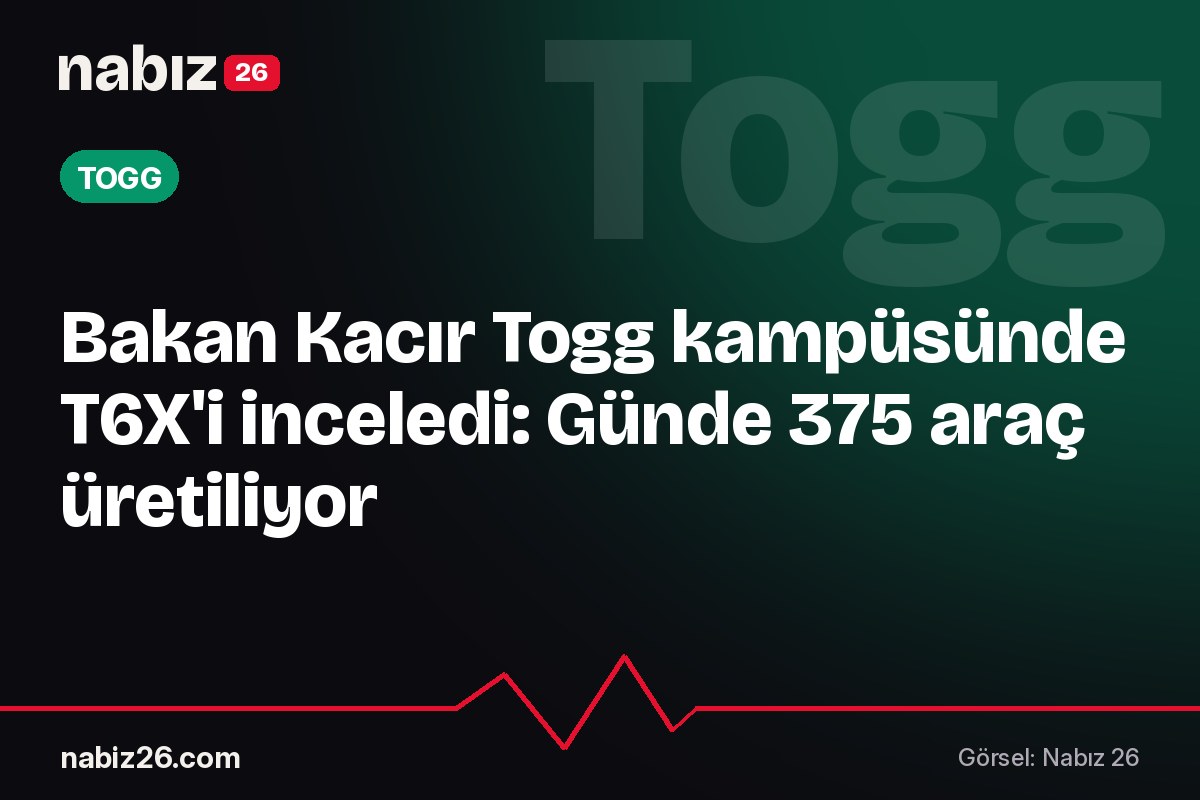 nabız 26
Togg
TOGG
Bakan Kacır Togg kampüsünde
T6X'i inceledi: Günde 375 araç
üretiliyor
nabiz26.com
Görsel: Nabız 26